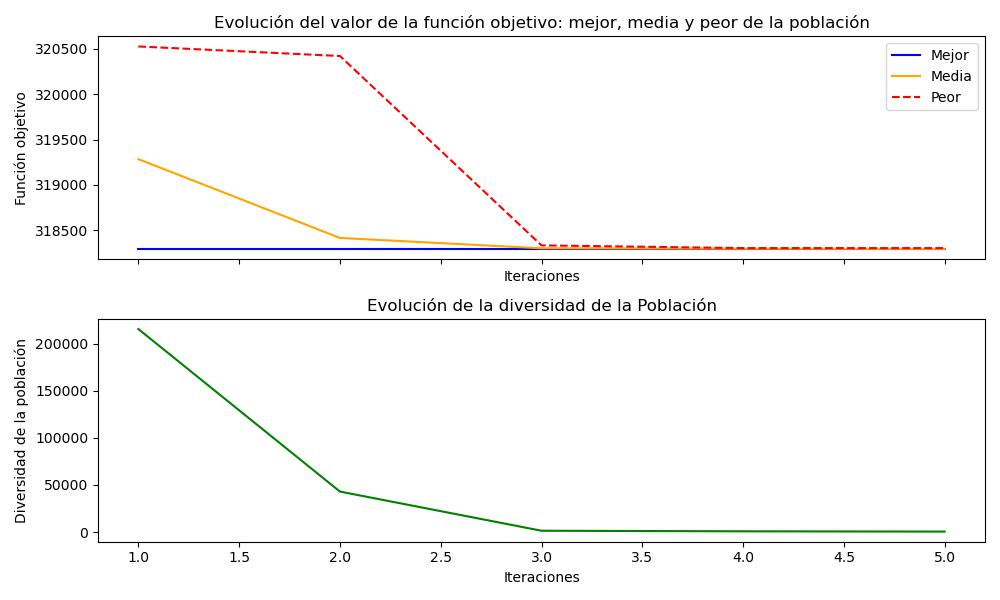 Evolución del valor de la función objetivo: mejor, media y peor de la población
320500
320000
319500
319000
318500
Función objetivo
Mejor
Media
Peor
Iteraciones
Evolución de la diversidad de la Población
200000
150000
100000
50000
0
Diversidad de la población
1.0 1.5 2.0 2.5 3.0 3.5 4.0 4.5 5.0
Iteraciones